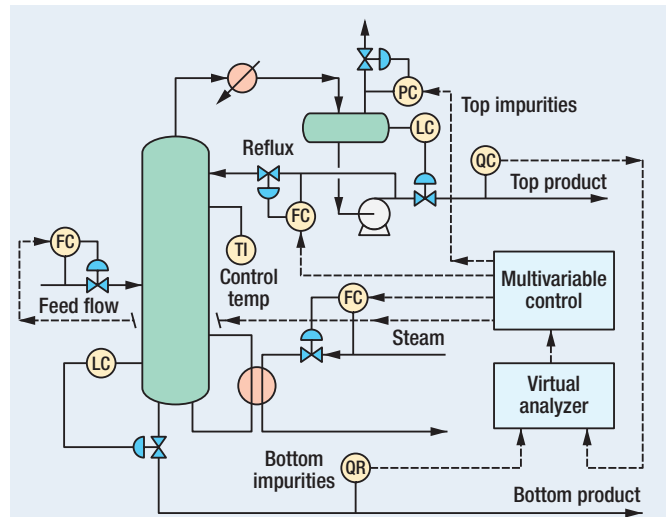 PC
Top impurities
LC
QC
Reflux
Top product
FC
FC
TI
Control
temp
Multivariable
control
Feed flow
FC
Steam
LC
Virtual
analyzer
Bottom
impurities
QR
Bottom product